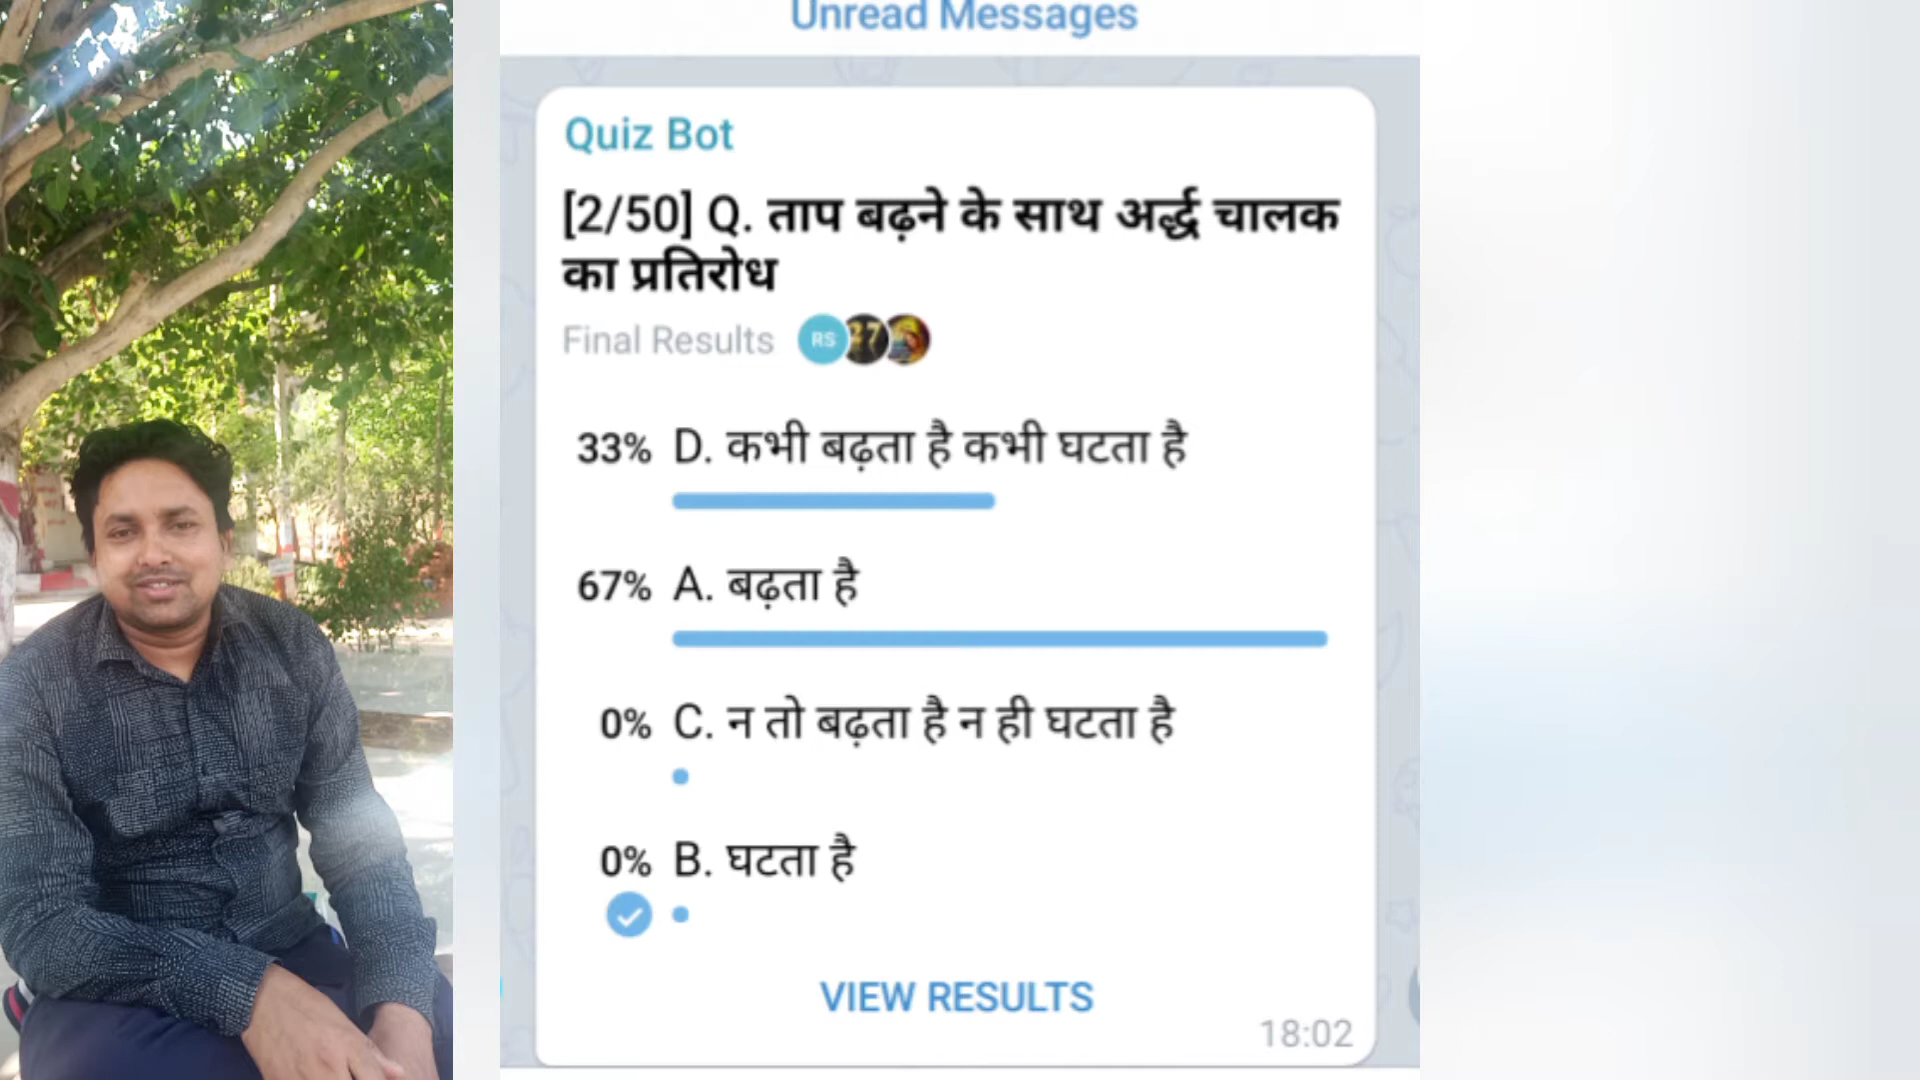 Unread Messages
Quiz Bot
[2/50] Q. ताप बढ़ने के साथ अर्द्ध चालक
का प्रतिरोध
Final Results RS 37
33% D. कभी बढ़ता है कभी घटता है
67% A. बढ़ता है
0% C. न तो बढ़ता है न ही घटता है
0% B. घटता है
VIEW RESULTS
18:02